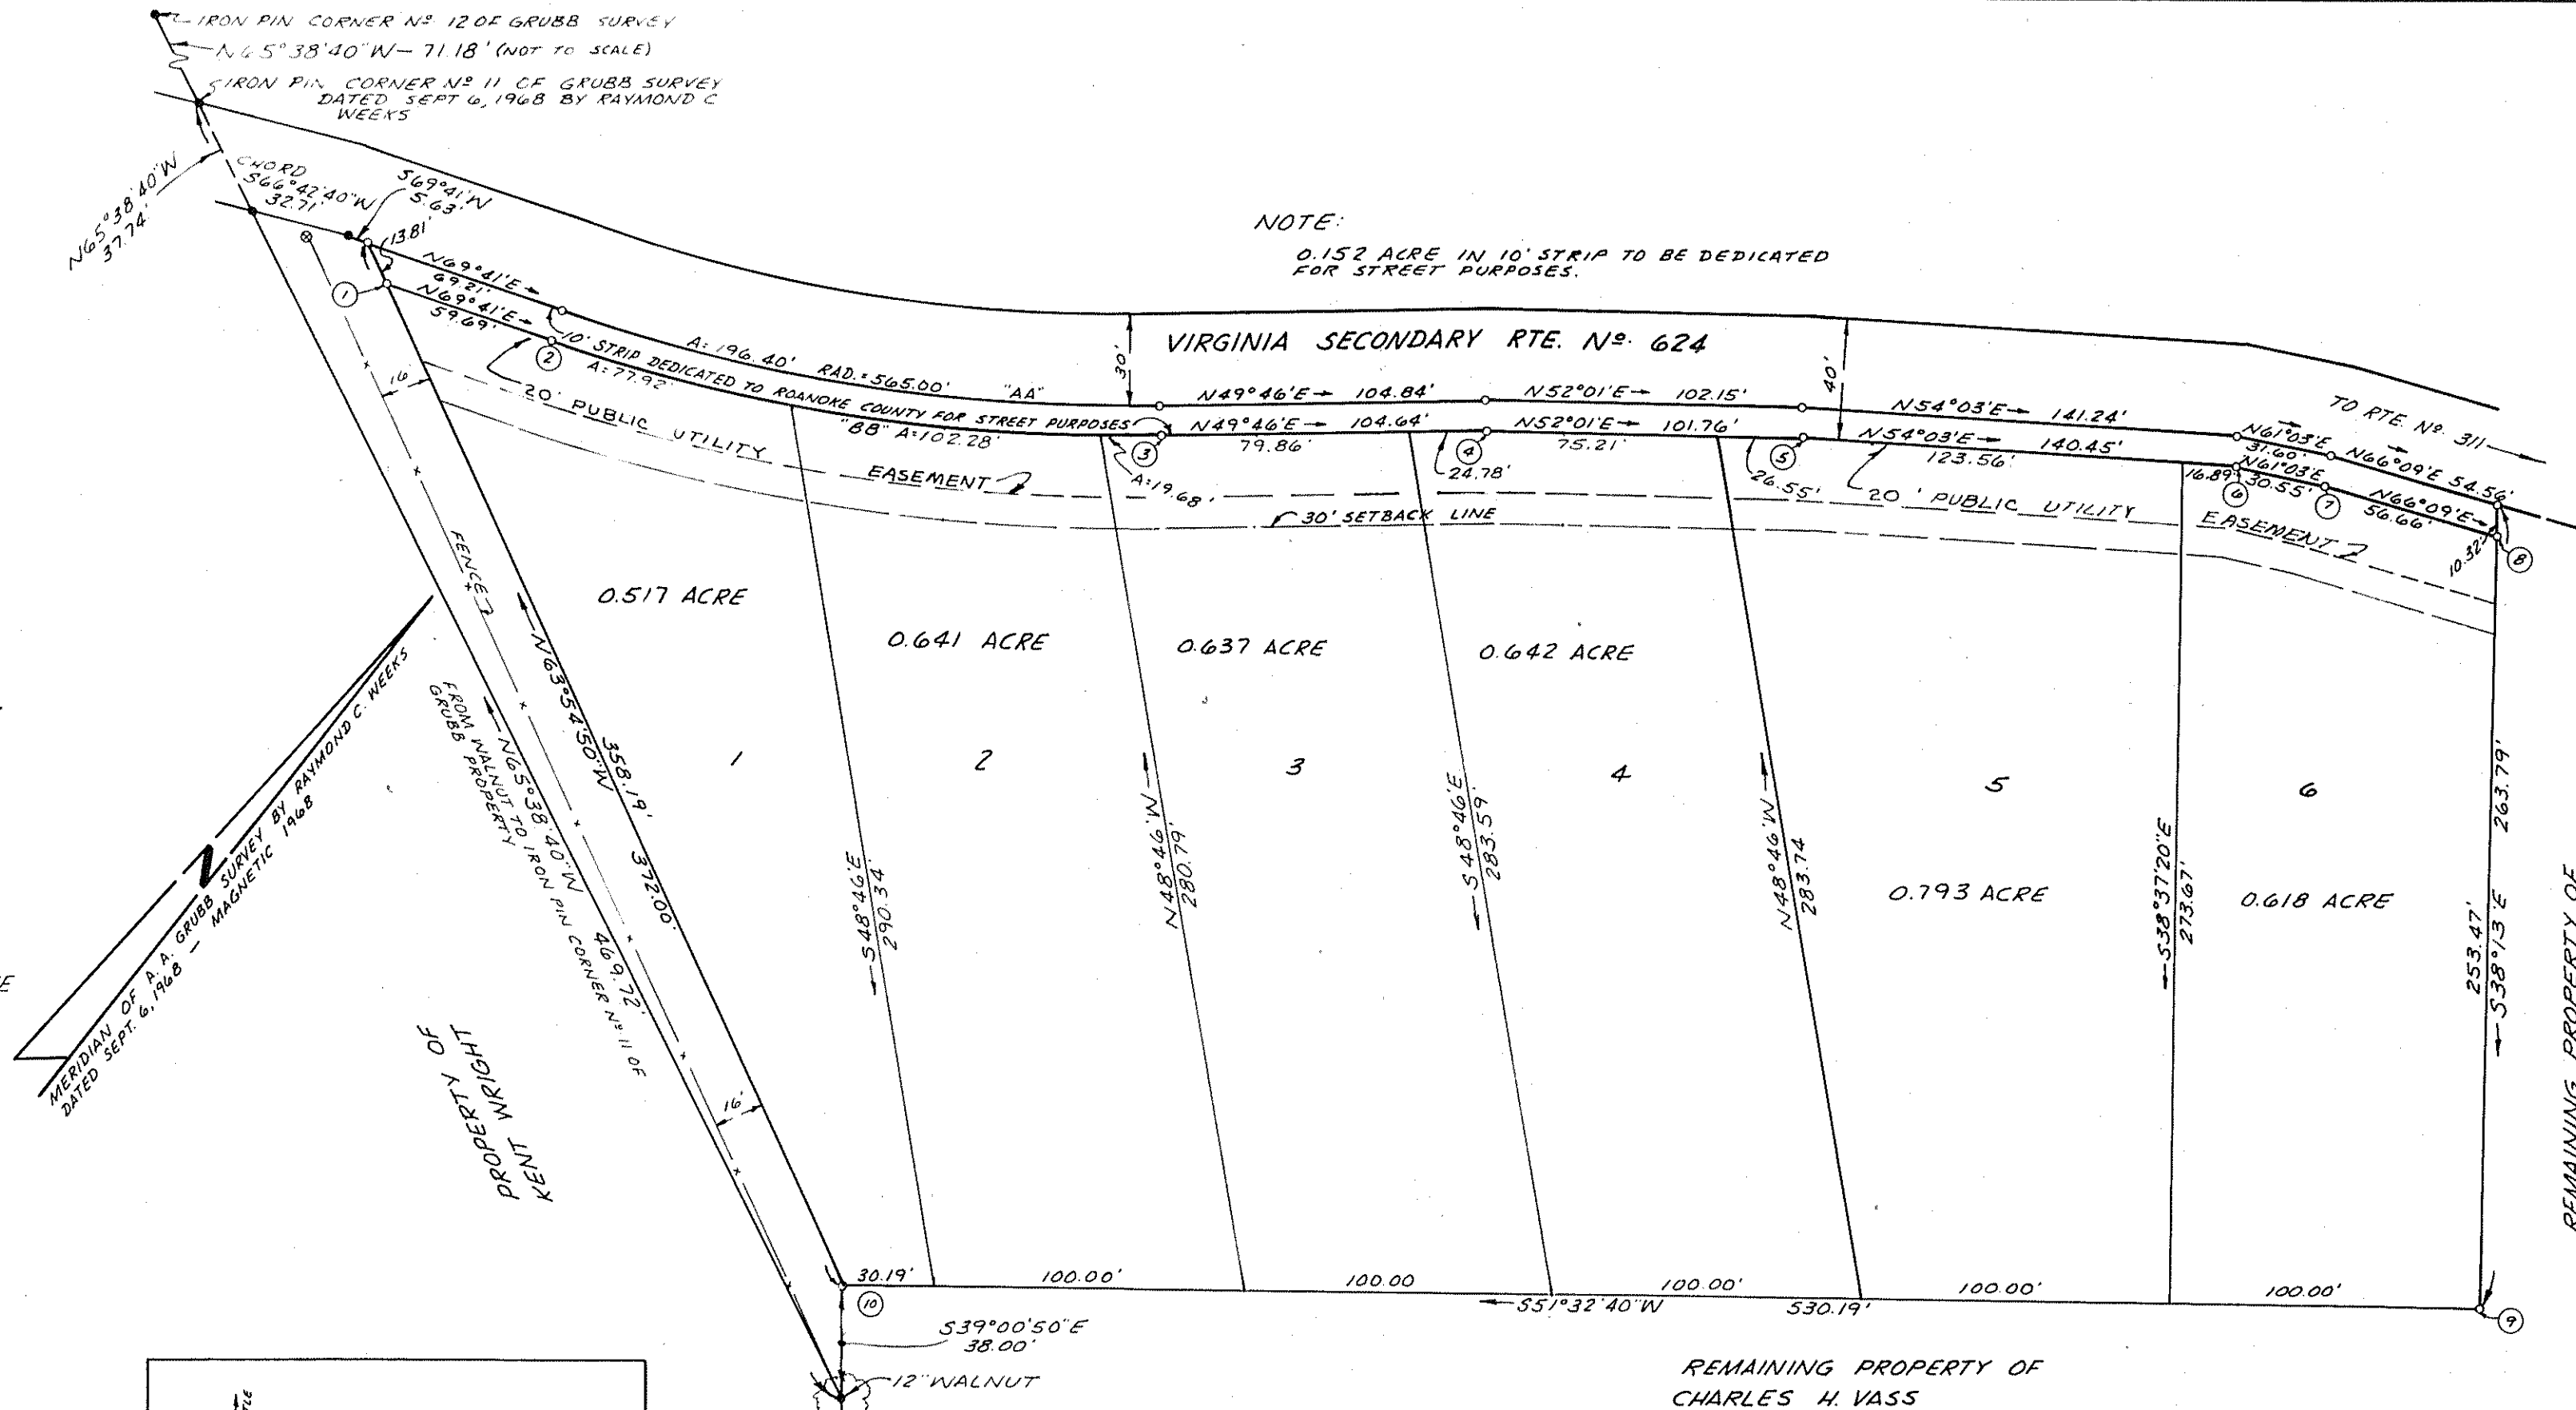 IRON PIN CORNER Nº 12 OF GRUBB SURVEY
N65°38'40"W — 71.18' (NOT TO SCALE)
IRON PIN CORNER Nº 11 OF GRUBB SURVEY
DATED SEPT 6, 1968 BY RAYMOND C
WEEKS
N65°38'40"W
37.74'
CHORD
S66°42'40"W
32.71'
S69°41'W
5.63'
13.81'
NOTE:
0.152 ACRE IN 10' STRIP TO BE DEDICATED
FOR STREET PURPOSES.
N69°41'E
69.21'
N69°41'E
59.69'
1
2
10' STRIP DEDICATED TO ROANOKE COUNTY FOR STREET PURPOSES
A=77.92'
A=196.40' RAD.=565.00' "AA"
"BB" A=102.28'
30'
VIRGINIA SECONDARY RTE. Nº. 624
40'
N49°46'E 104.84'
N52°01'E 102.15'
N54°03'E 141.24'
TO RTE. Nº. 311
N61°03'E
31.60'
N66°09'E 54.56'
N49°46'E 104.64'
79.86'
N52°01'E 101.76'
75.21'
N54°03'E 140.45'
123.56'
16.89'
N61°03'E
30.55'
N66°09'E
56.66'
3
4
5
6
7
8
10.32'
A=19.68'
24.78'
26.55'
16
20' PUBLIC UTILITY EASEMENT
20' PUBLIC UTILITY EASEMENT
30' SETBACK LINE
FENCE
0.517 ACRE
0.641 ACRE
0.637 ACRE
0.642 ACRE
1
2
3
4
5
6
0.793 ACRE
0.618 ACRE
N63°54'50"W
358.19'
372.00'
N65°38'40"W 469.72'
FROM WALNUT TO IRON PIN CORNER Nº 11 OF
GRUBB PROPERTY
S48°46'E
290.34'
N48°46'W
280.79'
S48°46'E
283.59'
N48°46'W
283.74
S38°37'20"E
273.67'
263.79'
253.47'
S38°13'E
REMAINING PROPERTY OF
MERIDIAN OF A. A. GRUBB SURVEY BY RAYMOND C. WEEKS
DATED SEPT. 6, 1968 — MAGNETIC 1968
N
E
PROPERTY OF
KENT WRIGHT
16'
30.19'
100.00'
100.00
100.00'
100.00'
100.00'
10
S51°32'40"W 530.19'
9
S39°00'50"E
38.00'
12" WALNUT
REMAINING PROPERTY OF
CHARLES H. VASS